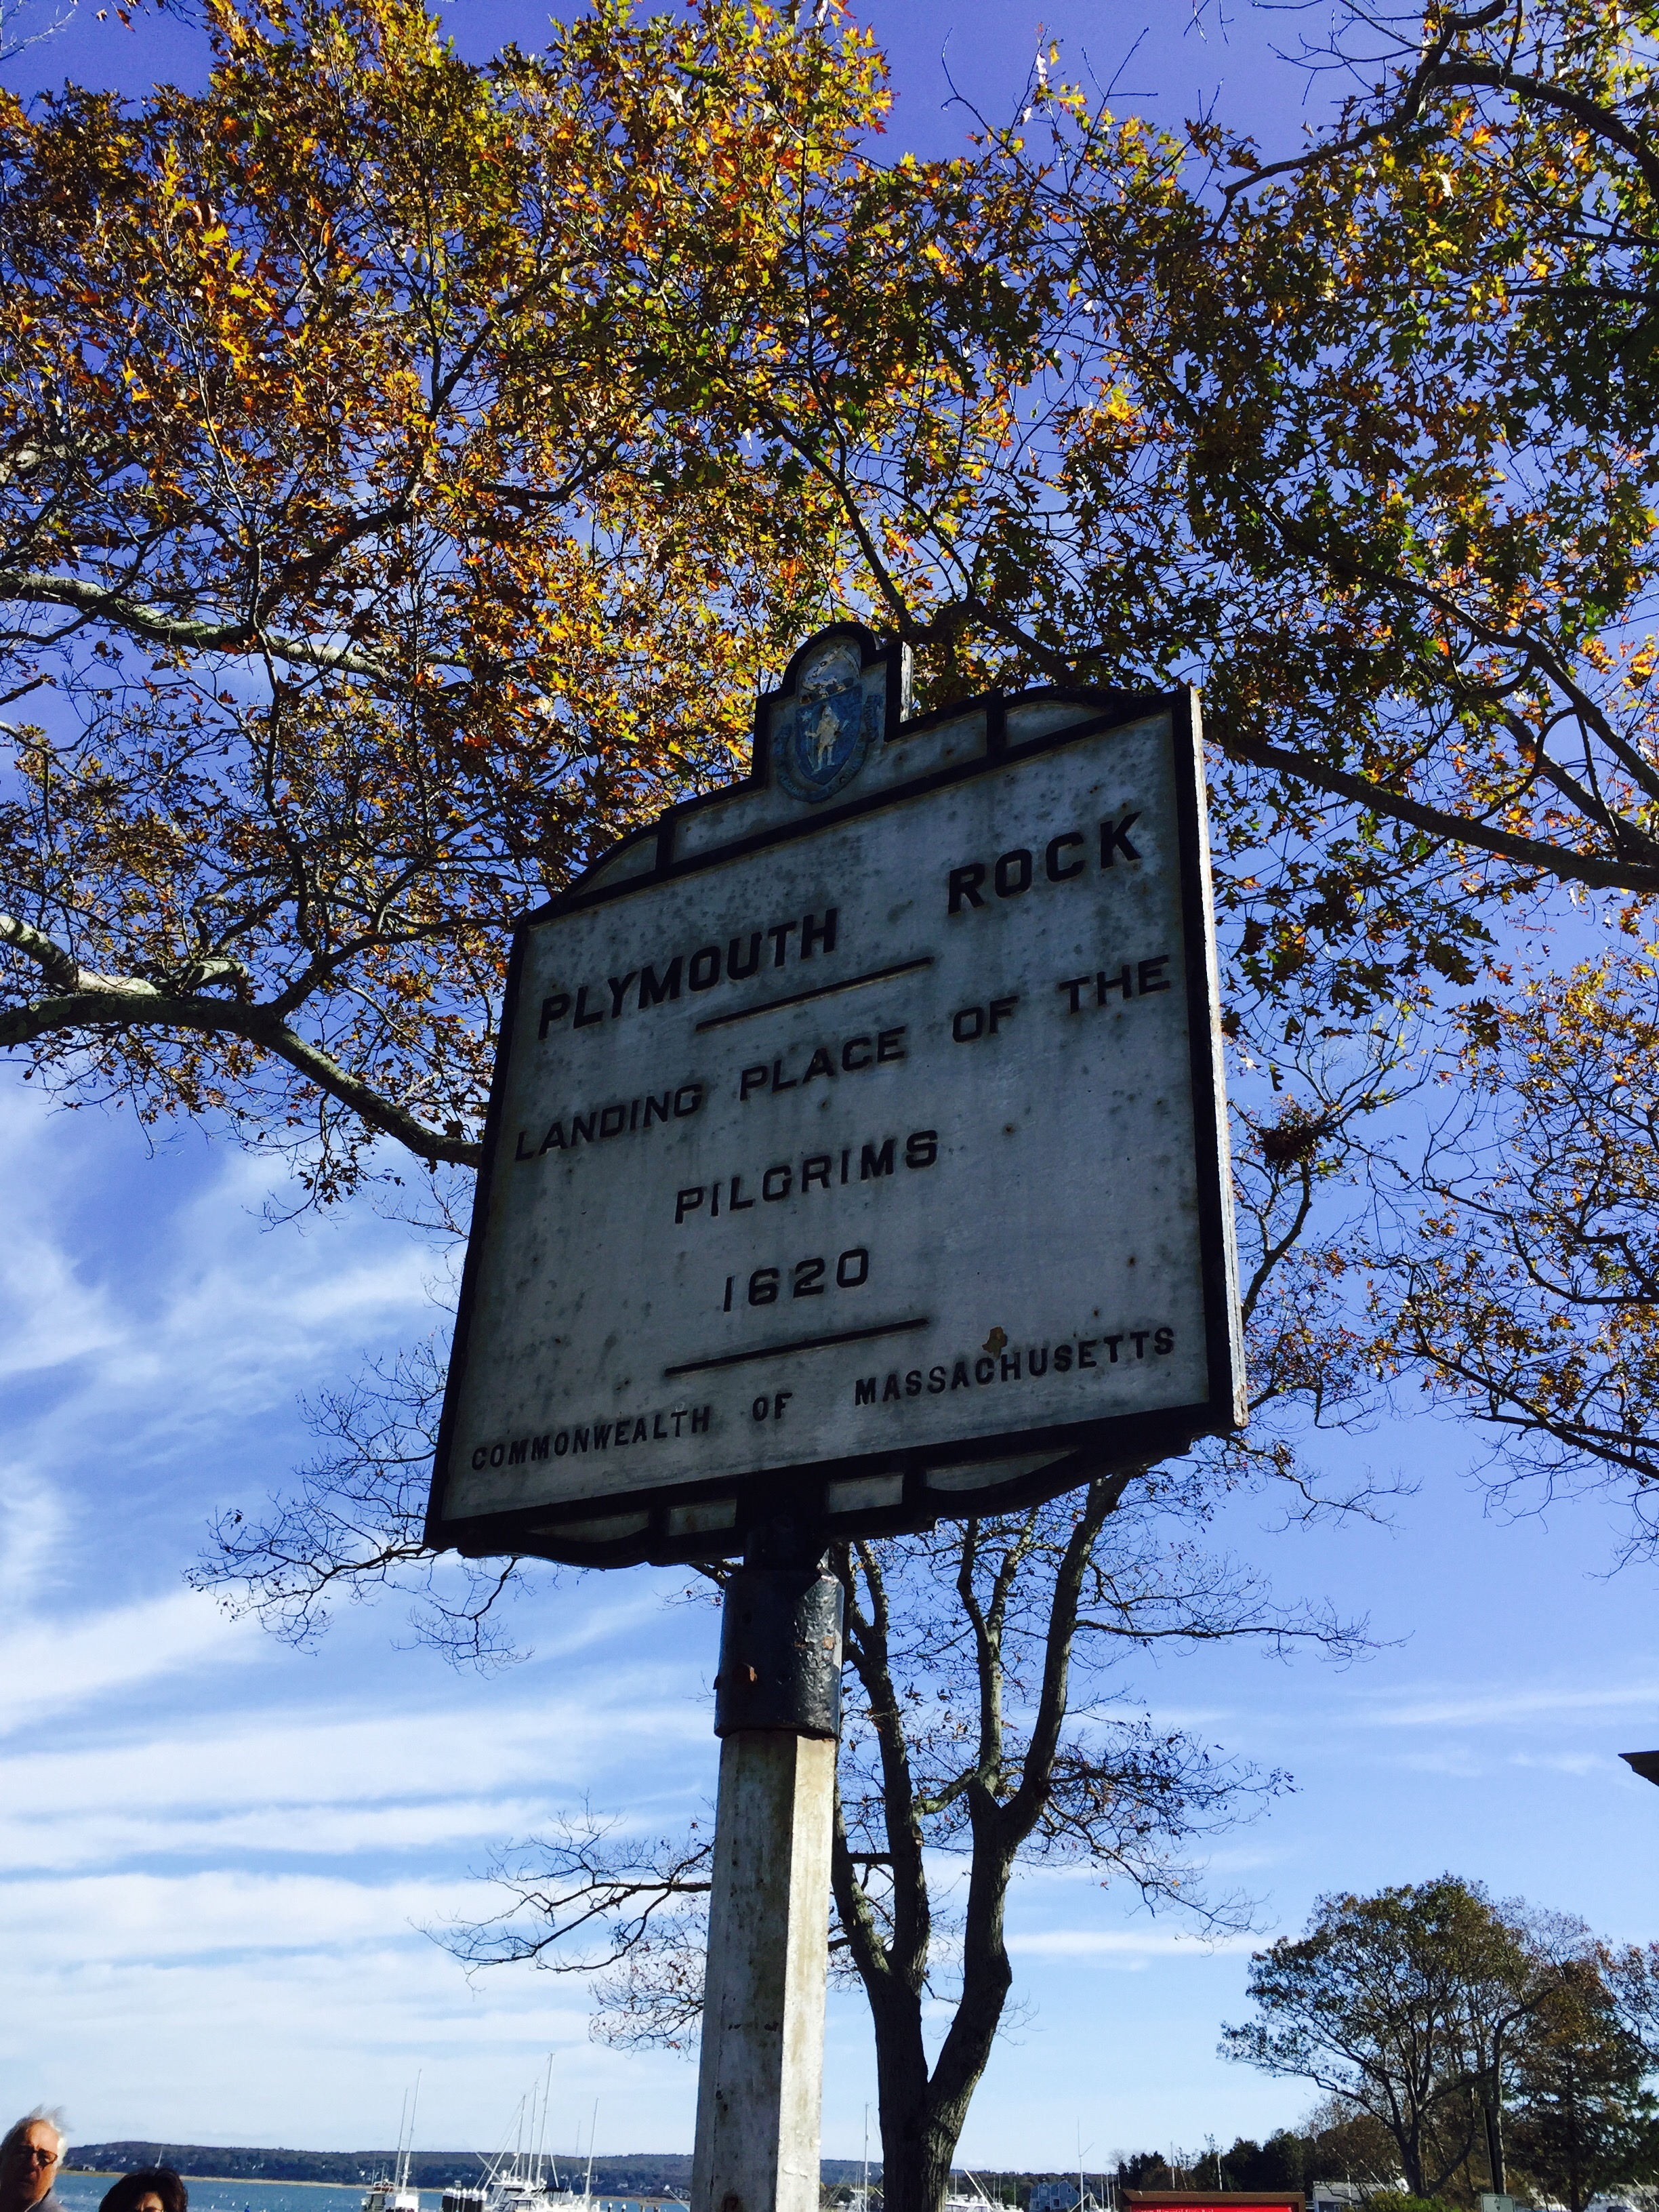 PLYMOUTH ROCK
LANDING PLACE OF THE
PILGRIMS
1620
COMMONWEALTH OF MASSACHUSETTS